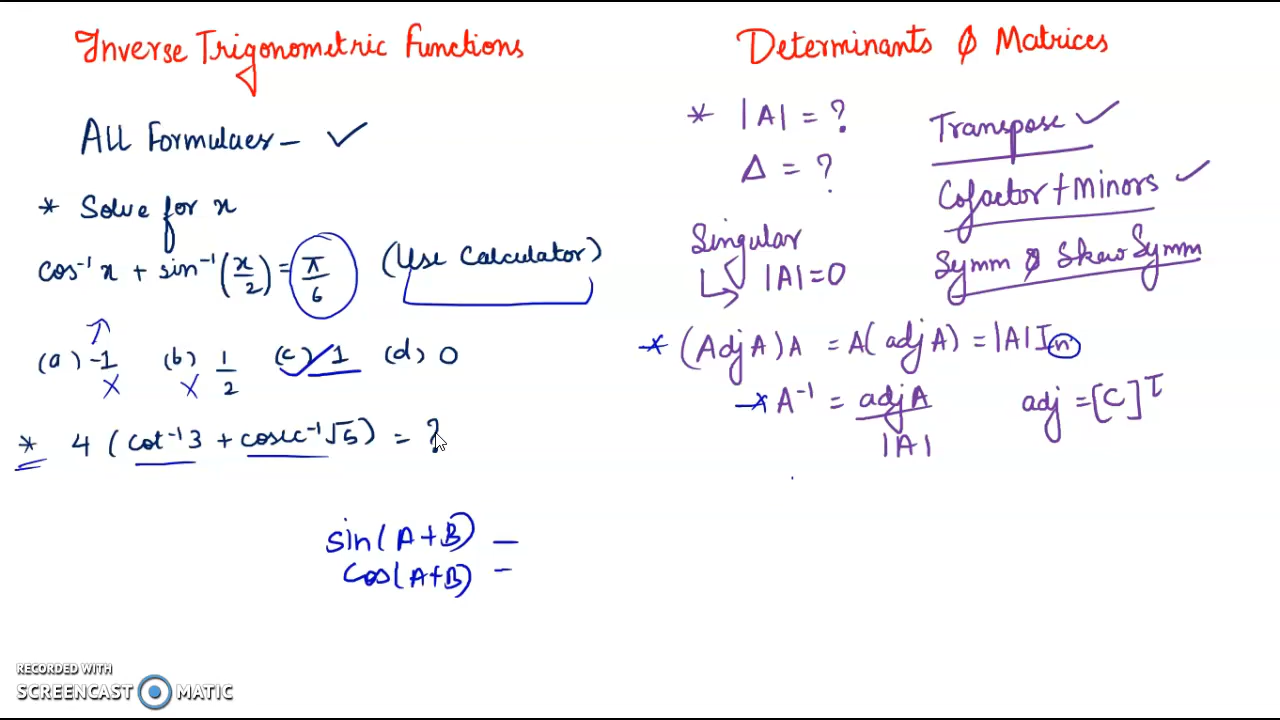 Inverse Trigonometric Functions
All Formulaes - ✓
* Solve for x
cos⁻¹ x + sin⁻¹ (x/2) = π/6 (Use Calculator)
(a) -1 (b) 1/2 (c) 1 (d) 0
* 4 (cot⁻¹3 + cosec⁻¹√5) = ?
sin(A+B) -
cos(A+B) -
Determinants & Matrices
* |A| = ?
Δ = ?
Singular
↳ |A|=0
Transpose ✓
Cofactor + Minors ✓
Symm & Skew Symm
* (Adj A)A = A(adj A) = |A| In
* A⁻¹ = adj A / |A| adj = [C]ᵀ
RECORDED WITH
SCREENCAST MATIC